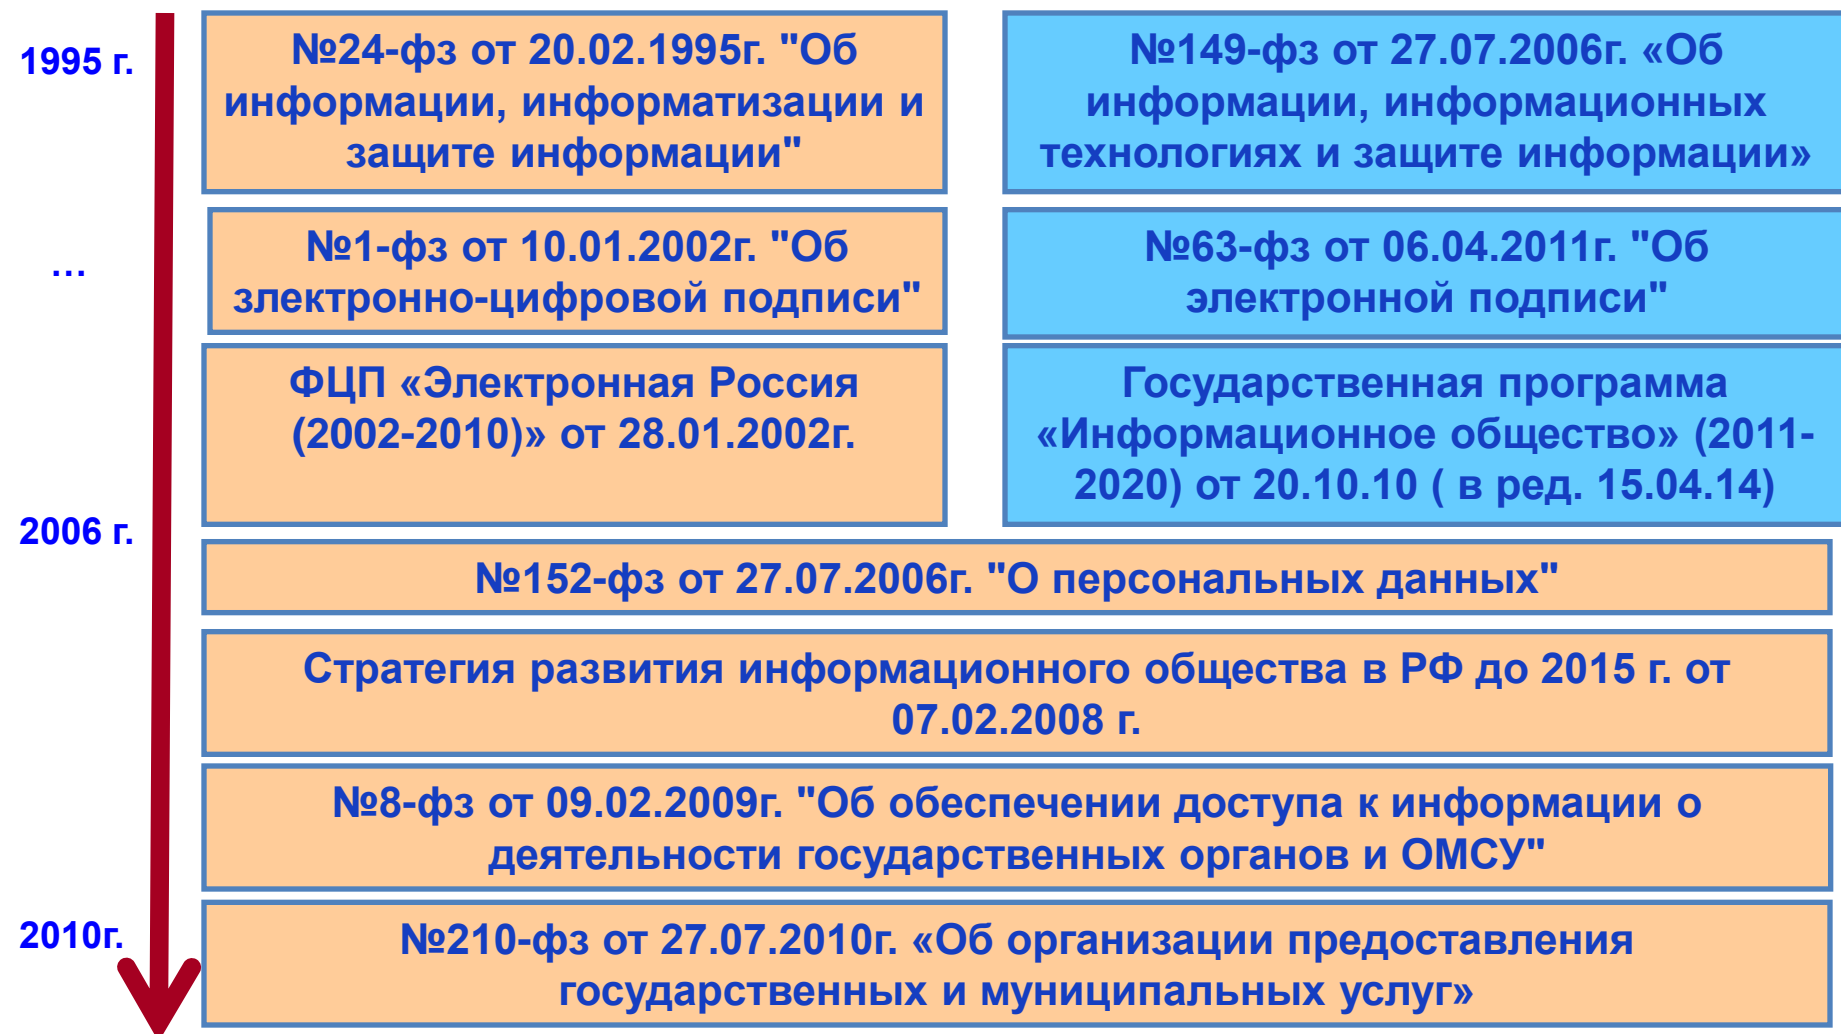 1995 г.
№24-фз от 20.02.1995г. "Об
информации, информатизации и
защите информации"
№149-фз от 27.07.2006г. «Об
информации, информационных
технологиях и защите информации»
...
№1-фз от 10.01.2002г. "Об
злектронно-цифровой подписи"
№63-фз от 06.04.2011г. "Об
электронной подписи"
ФЦП «Электронная Россия
(2002-2010)» от 28.01.2002г.
Государственная программа
«Информационное общество» (2011-
2020) от 20.10.10 ( в ред. 15.04.14)
2006 г.
№152-фз от 27.07.2006г. "О персональных данных"
Стратегия развития информационного общества в РФ до 2015 г. от
07.02.2008 г.
№8-фз от 09.02.2009г. "Об обеспечении доступа к информации о
деятельности государственных органов и ОМСУ"
2010г.
№210-фз от 27.07.2010г. «Об организации предоставления
государственных и муниципальных услуг»